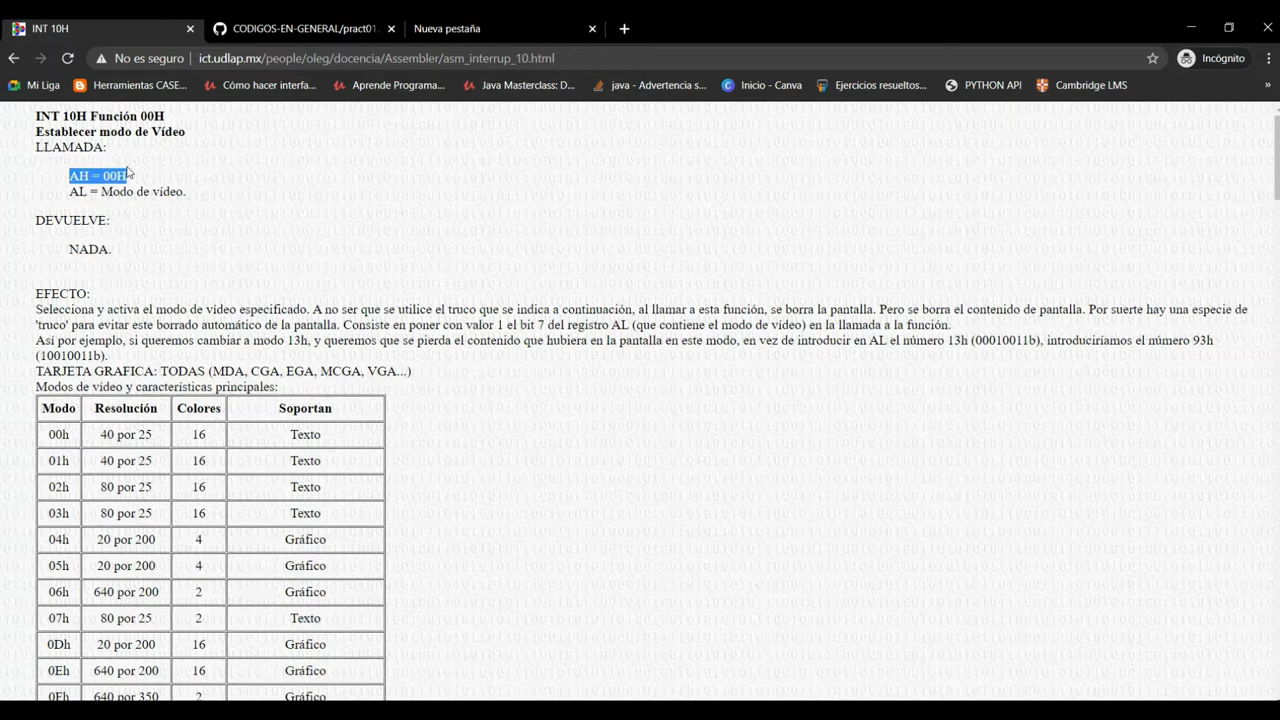 INT 10H
CODIGOS-EN-GENERAL/pract01.
Nueva pestaña
No es seguro
ict.udlap.mx/people/oleg/docencia/Assembler/asm_interrup_10.html
Incógnito
Mi Liga
Herramientas CASE...
Cómo hacer interfa...
Aprende Programa...
Java Masterclass: D...
java - Advertencia s...
Inicio - Canva
Ejercicios resueltos...
PYTHON API
Cambridge LMS
»
INT 10H Función 00H
Establecer modo de Vídeo
LLAMADA:
AH = 00H
AL = Modo de vídeo.
DEVUELVE:
NADA.
EFECTO:
Selecciona y activa el modo de vídeo especificado. A no ser que se utilice el truco que se indica a continuación, al llamar a esta función, se borra la pantalla. Pero se borra el contenido de pantalla. Por suerte hay una especie de
'truco' para evitar este borrado automático de la pantalla. Consiste en poner con valor 1 el bit 7 del registro AL (que contiene el modo de vídeo) en la llamada a la función.
Así por ejemplo, si queremos cambiar a modo 13h, y queremos que se pierda el contenido que hubiera en la pantalla en este modo, en vez de introducir en AL el número 13h (00010011b), introduciríamos el número 93h
(10010011b).
TARJETA GRAFICA: TODAS (MDA, CGA, EGA, MCGA, VGA...)
Modos de vídeo y características principales:
Modo Resolución Colores Soportan
00h 40 por 25 16 Texto
01h 40 por 25 16 Texto
02h 80 por 25 16 Texto
03h 80 por 25 16 Texto
04h 20 por 200 4 Gráfico
05h 20 por 200 4 Gráfico
06h 640 por 200 2 Gráfico
07h 80 por 25 2 Texto
0Dh 20 por 200 16 Gráfico
0Eh 640 por 200 16 Gráfico
0Fh 640 por 350 2 Gráfico